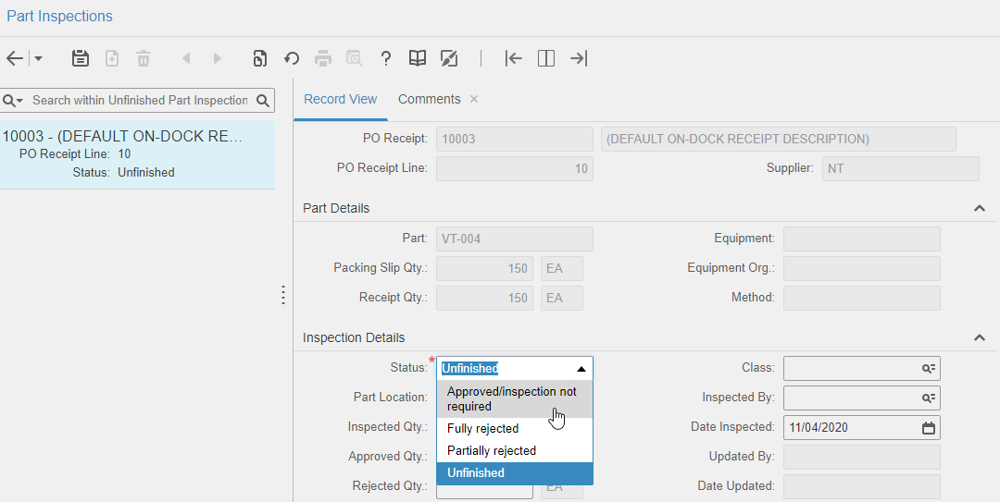 Part Inspections
Search within Unfinished Part Inspection
10003 - (DEFAULT ON-DOCK RE...
PO Receipt Line: 10
Status: Unfinished
Record View Comments ×
PO Receipt: 10003 (DEFAULT ON-DOCK RECEIPT DESCRIPTION)
PO Receipt Line: 10 Supplier: NT
Part Details
Part: VT-004 Equipment:
Packing Slip Qty.: 150 EA Equipment Org.:
Receipt Qty.: 150 EA Method:
Inspection Details
Status: * Unfinished Class:
Approved/inspection not
required
Fully rejected
Partially rejected
Unfinished
Part Location: Inspected By:
Inspected Qty.: Date Inspected: 11/04/2020
Approved Qty.: Updated By:
Rejected Qty.: EA Date Updated: